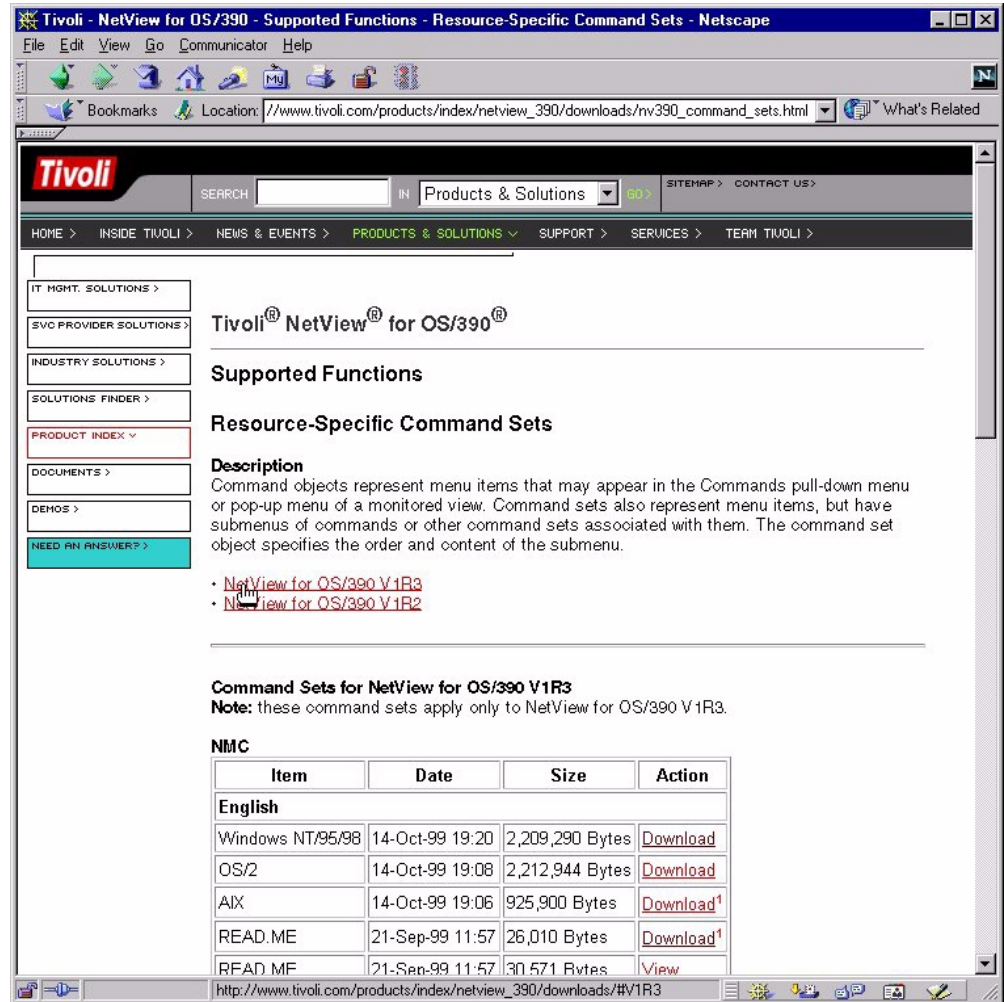 Tivoli - NetView for OS/390 - Supported Functions - Resource-Specific Command Sets - Netscape
File Edit View Go Communicator Help
My
N
Bookmarks Location: //www.tivoli.com/products/index/netview_390/downloads/nv390_command_sets.html What's Related
Tivoli
SEARCH IN Products & Solutions GO> SITEMAP> CONTACT US>
HOME > INSIDE TIVOLI > NEWS & EVENTS > PRODUCTS & SOLUTIONS SUPPORT > SERVICES > TEAM TIVOLI >
IT MGMT. SOLUTIONS >
SVC PROVIDER SOLUTIONS >
INDUSTRY SOLUTIONS >
SOLUTIONS FINDER >
PRODUCT INDEX
DOCUMENTS >
DEMOS >
NEED AN ANSWER? >
Tivoli® NetView® for OS/390®
Supported Functions
Resource-Specific Command Sets
Description
Command objects represent menu items that may appear in the Commands pull-down menu
or pop-up menu of a monitored view. Command sets also represent menu items, but have
submenus of commands or other command sets associated with them. The command set
object specifies the order and content of the submenu.
• NetView for OS/390 V1R3
• NetView for OS/390 V1R2
Command Sets for NetView for OS/390 V1R3
Note: these command sets apply only to NetView for OS/390 V1R3.
NMC
Item Date Size Action
English
Windows NT/95/98 14-Oct-99 19:20 2,209,290 Bytes Download
OS/2 14-Oct-99 19:08 2,212,944 Bytes Download
AIX 14-Oct-99 19:06 925,900 Bytes Download1
READ.ME 21-Sep-99 11:57 26,010 Bytes Download1
READ.ME 21-Sep-99 11:57 30,571 Bytes View
http://www.tivoli.com/products/index/netview_390/downloads/#V1R3